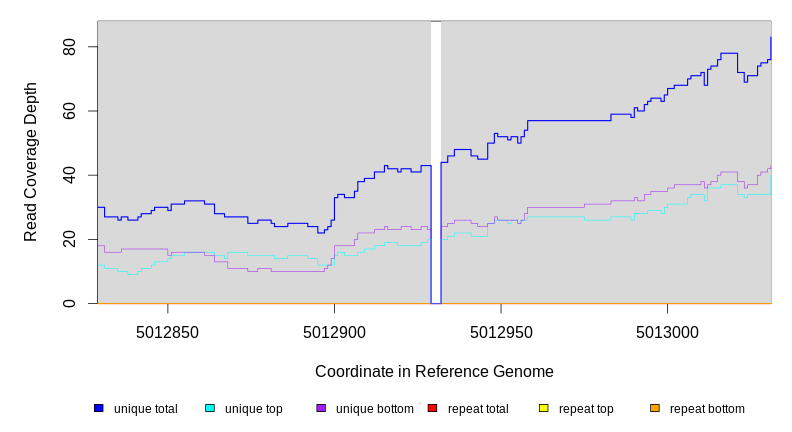 80
60
40
20
0
Read Coverage Depth
5012850 5012900 5012950 5013000
Coordinate in Reference Genome
unique total unique top unique bottom repeat total repeat top repeat bottom